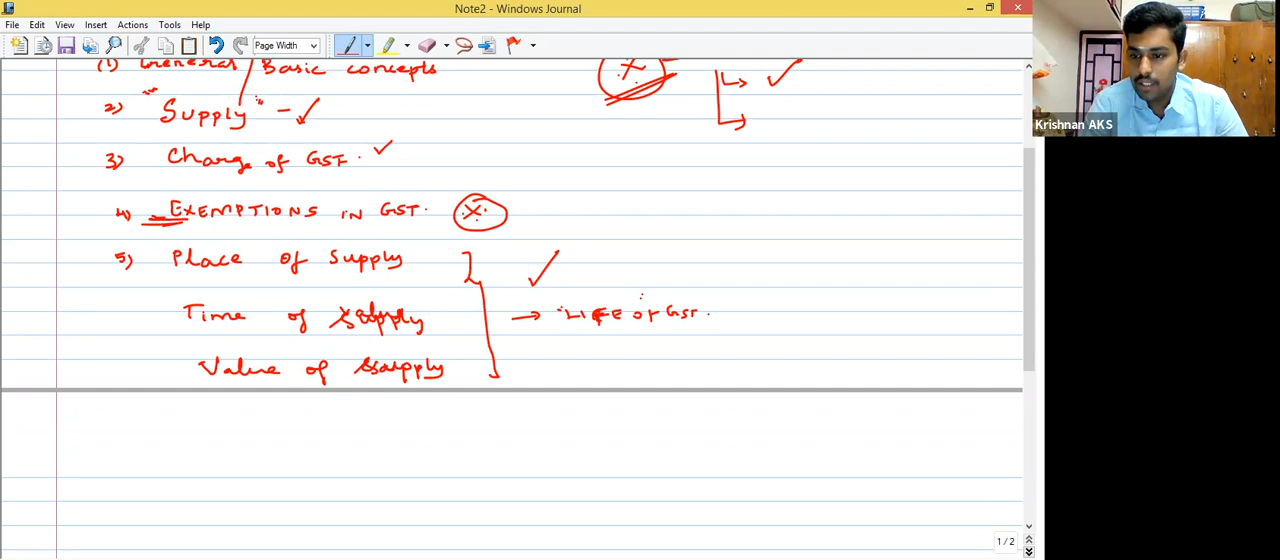 Note2 - Windows Journal
File Edit View Insert Actions Tools Help
Page Width
(1) General / Basic concepts
2) "Supply" -
3) Charge of GST.
4) EXEMPTIONS IN GST.
5) Place of Supply
Time of Supply
→ "LIFE OF GST.
Value of Supply
Krishnan AKS
1 / 2